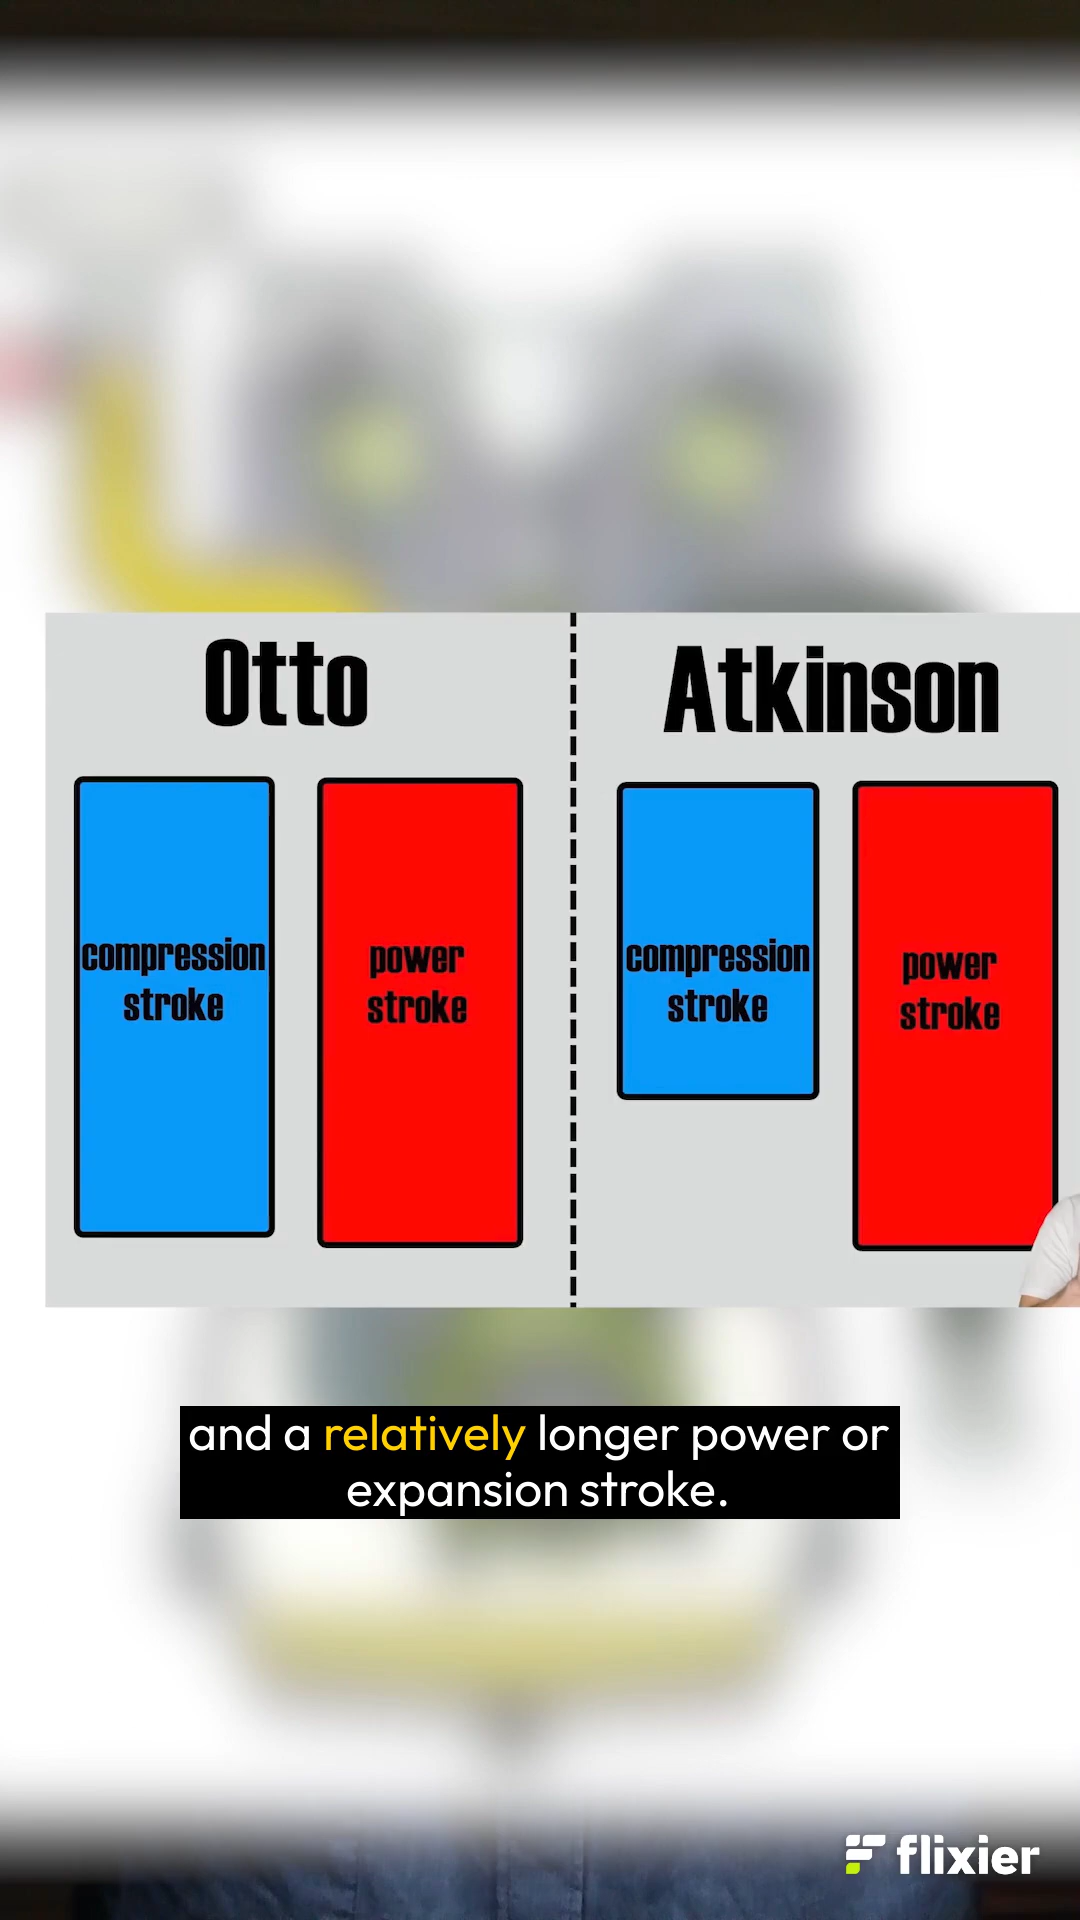 Otto
Atkinson
compression
stroke
power
stroke
compression
stroke
power
stroke
and a relatively longer power or
expansion stroke.
flixier